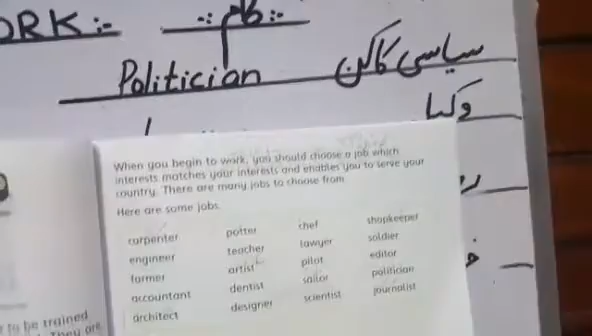 ORK:- کام :-
Politician سیاسی کارکن
وکلا
When you begin to work, you should choose a job which
interests matches your interests and enables you to serve your
country. There are many jobs to choose from.
Here are some jobs.
carpenter potter chef shopkeeper
engineer teacher lawyer soldier
farmer artist pilot editor
accountant dentist sailor politician
architect designer scientist journalist
to be trained
They are